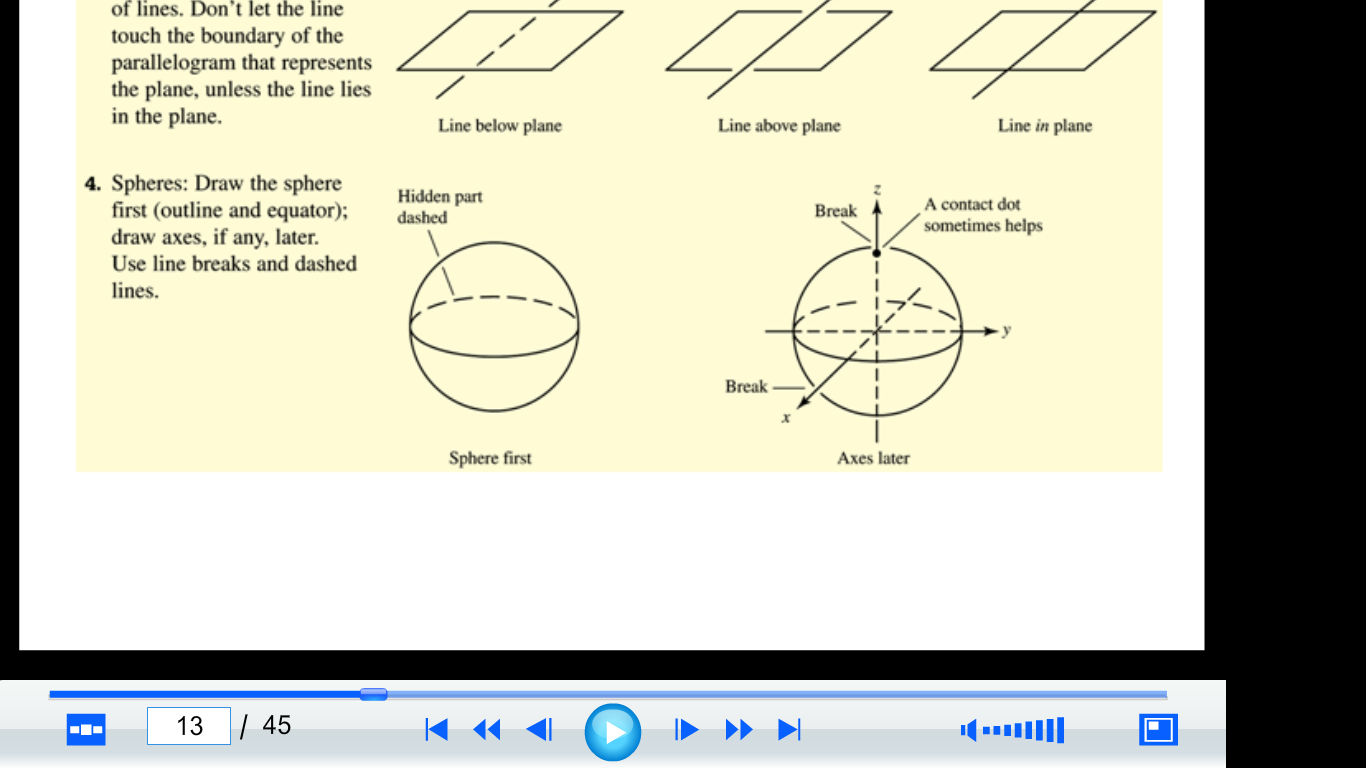 of lines. Don't let the line
touch the boundary of the
parallelogram that represents
the plane, unless the line lies
in the plane.
Line below plane
Line above plane
Line in plane
4. Spheres: Draw the sphere
first (outline and equator);
draw axes, if any, later.
Use line breaks and dashed
lines.
Hidden part
dashed
Sphere first
z
Break
A contact dot
sometimes helps
y
Break
x
Axes later
13 / 45